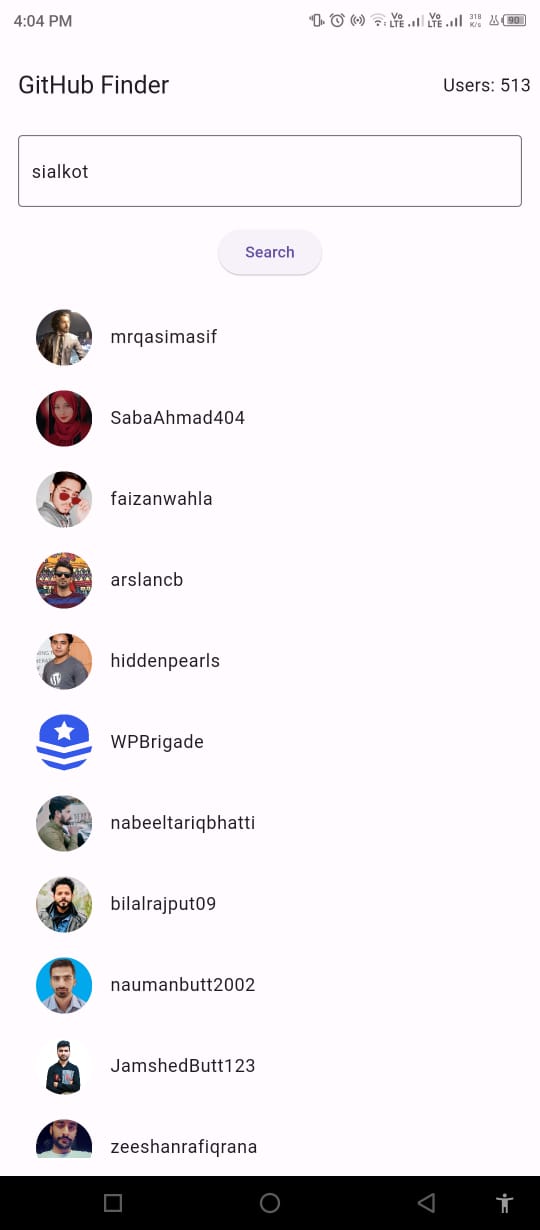 4:04 PM
Vo LTE Vo LTE 318 K/s 90
GitHub Finder
Users: 513
sialkot
Search
mrqasimasif
SabaAhmad404
faizanwahla
arslancb
hiddenpearls
WPBrigade
nabeeltariqbhatti
bilalrajput09
naumanbutt2002
JamshedButt123
zeeshanrafiqrana